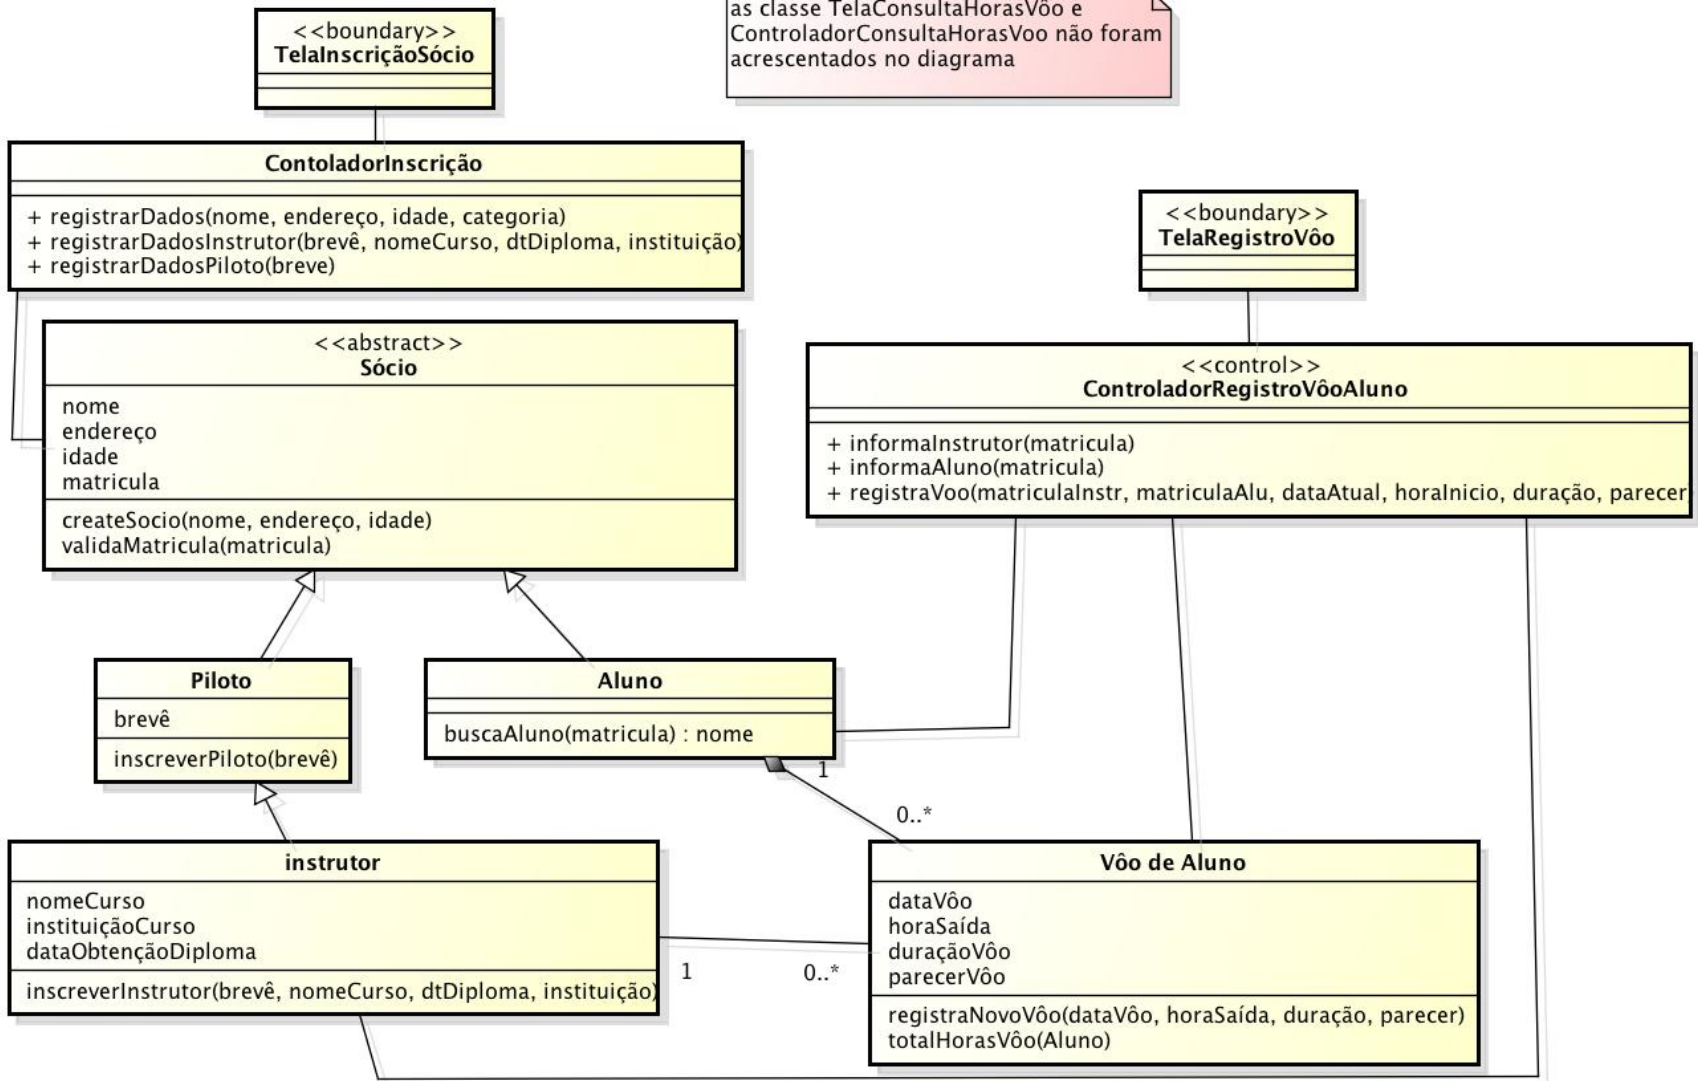 <<boundary>>
TelaInscriçãoSócio
as classe TelaConsultaHorasVôo e
ControladorConsultaHorasVoo não foram
acrescentados no diagrama
ContoladorInscrição
+ registrarDados(nome, endereço, idade, categoria)
+ registrarDadosInstrutor(brevê, nomeCurso, dtDiploma, instituição)
+ registrarDadosPiloto(breve)
<<boundary>>
TelaRegistroVôo
<<abstract>>
Sócio
nome
endereço
idade
matricula
createSocio(nome, endereço, idade)
validaMatricula(matricula)
<<control>>
ControladorRegistroVôoAluno
+ informaInstrutor(matricula)
+ informaAluno(matricula)
+ registraVoo(matriculaInstr, matriculaAlu, dataAtual, horaInicio, duração, parecer
Piloto
brevê
inscreverPiloto(brevê)
Aluno
buscaAluno(matricula) : nome
1
0..*
instrutor
nomeCurso
instituiçãoCurso
dataObtençãoDiploma
inscreverInstrutor(brevê, nomeCurso, dtDiploma, instituição)
1
0..*
Vôo de Aluno
dataVôo
horaSaída
duraçãoVôo
parecerVôo
registraNovoVôo(dataVôo, horaSaída, duração, parecer)
totalHorasVôo(Aluno)